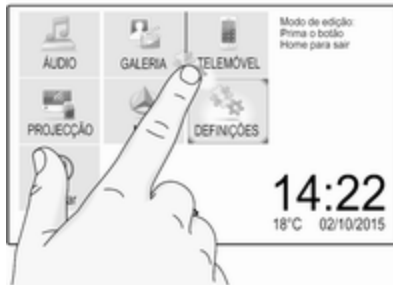 Modo de edição:
Prima o botão
Home para sair
ÁUDIO
GALERIA
TELEMÓVEL
PROJECÇÃO
DEFINIÇÕES
14:22
18°C 02/10/2015